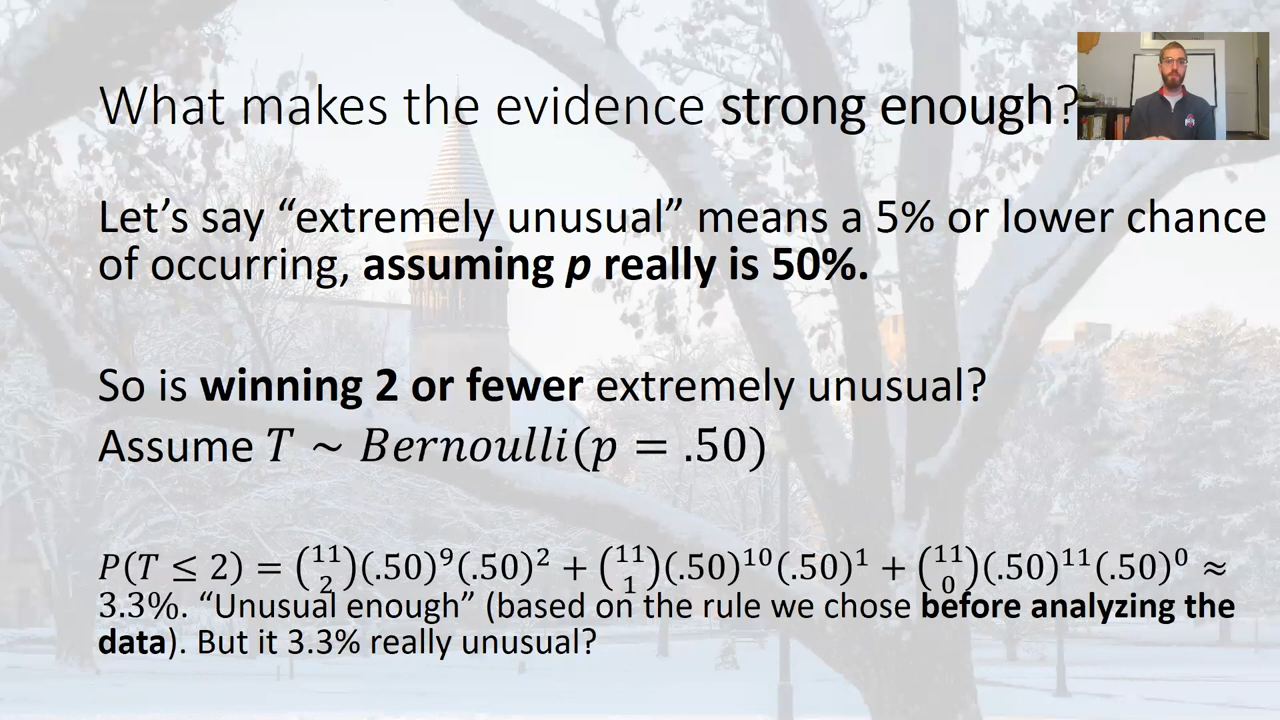 What makes the evidence strong enough?
Let’s say “extremely unusual” means a 5% or lower chance
of occurring, assuming p really is 50%.
So is winning 2 or fewer extremely unusual?
Assume T ~ Bernoulli(p = .50)
P(T ≤ 2) = (11 2)(.50)⁹(.50)² + (11 1)(.50)¹⁰(.50)¹ + (11 0)(.50)¹¹(.50)⁰ ≈
3.3%. “Unusual enough” (based on the rule we chose before analyzing the
data). But it 3.3% really unusual?